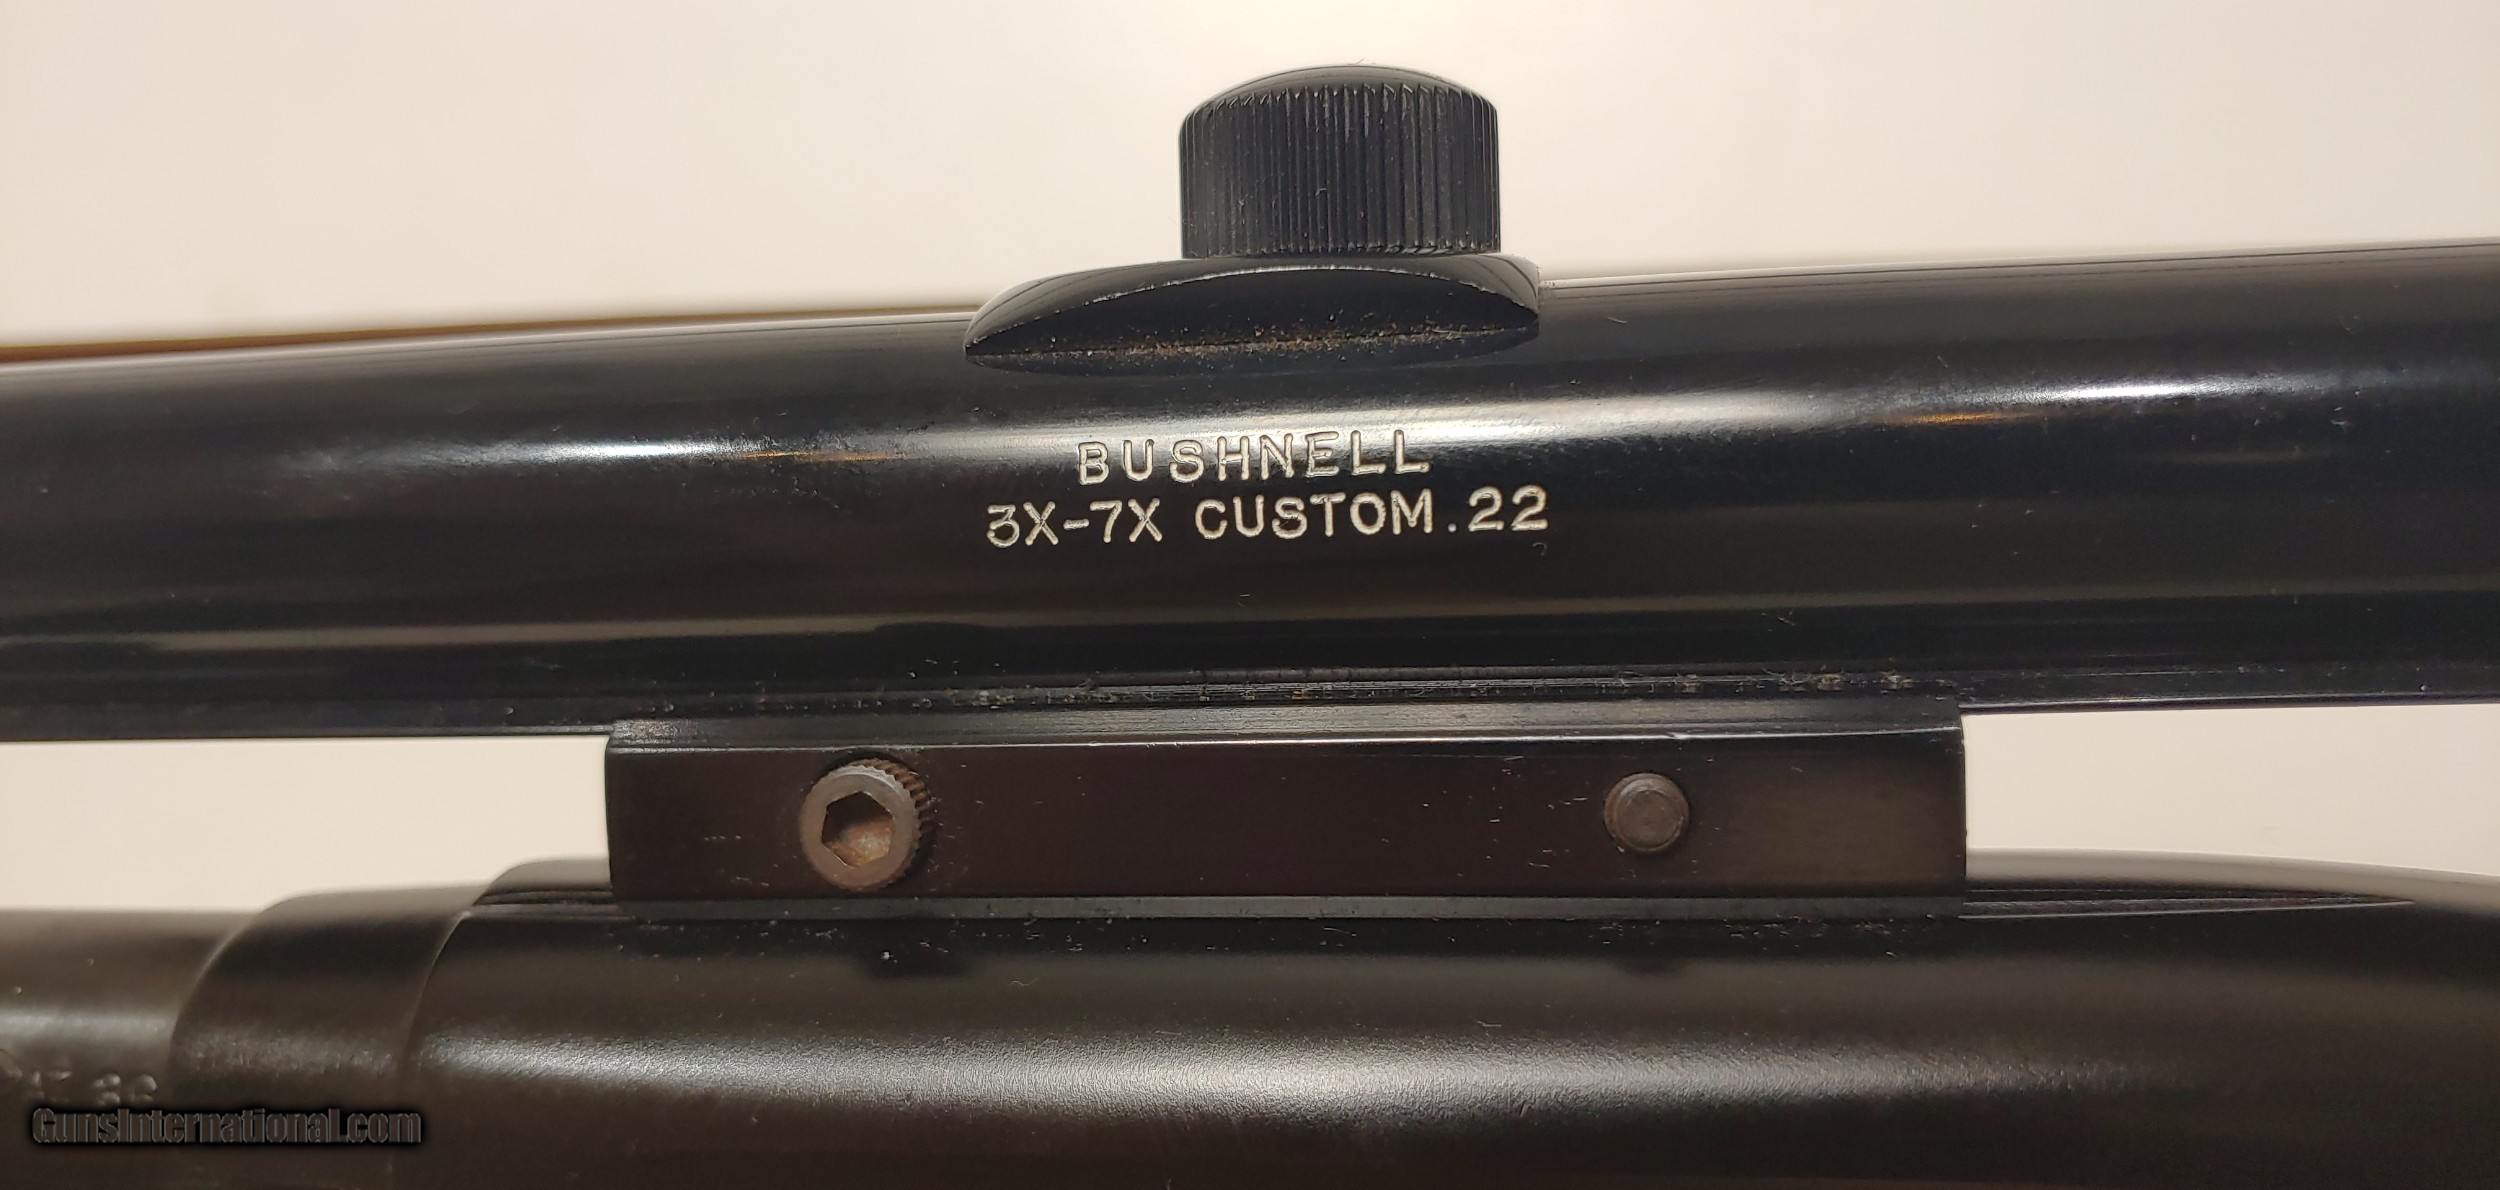 BUSHNELL
3X-7X CUSTOM .22
GunsInternational.com